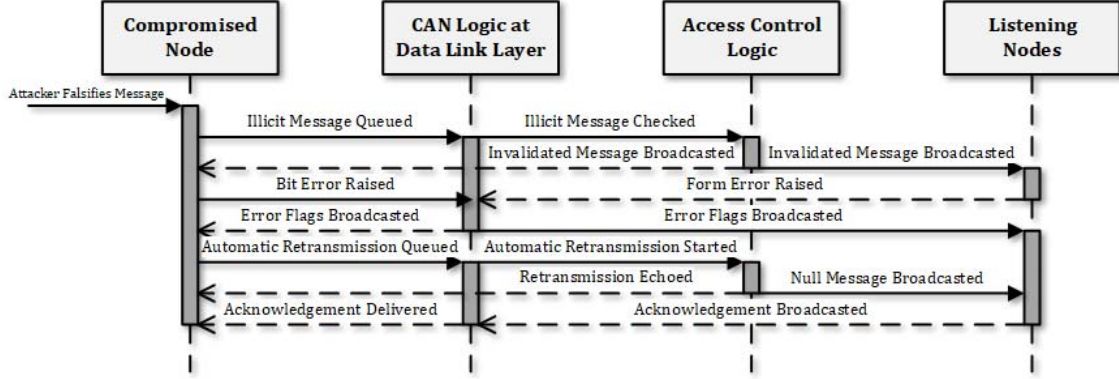 Compromised
Node
CAN Logic at
Data Link Layer
Access Control
Logic
Listening
Nodes
Attacker Falsifies Message
Illicit Message Queued
Illicit Message Checked
Invalidated Message Broadcasted
Invalidated Message Broadcasted
Bit Error Raised
Form Error Raised
Error Flags Broadcasted
Error Flags Broadcasted
Automatic Retransmission Queued
Automatic Retransmission Started
Retransmission Echoed
Null Message Broadcasted
Acknowledgement Delivered
Acknowledgement Broadcasted